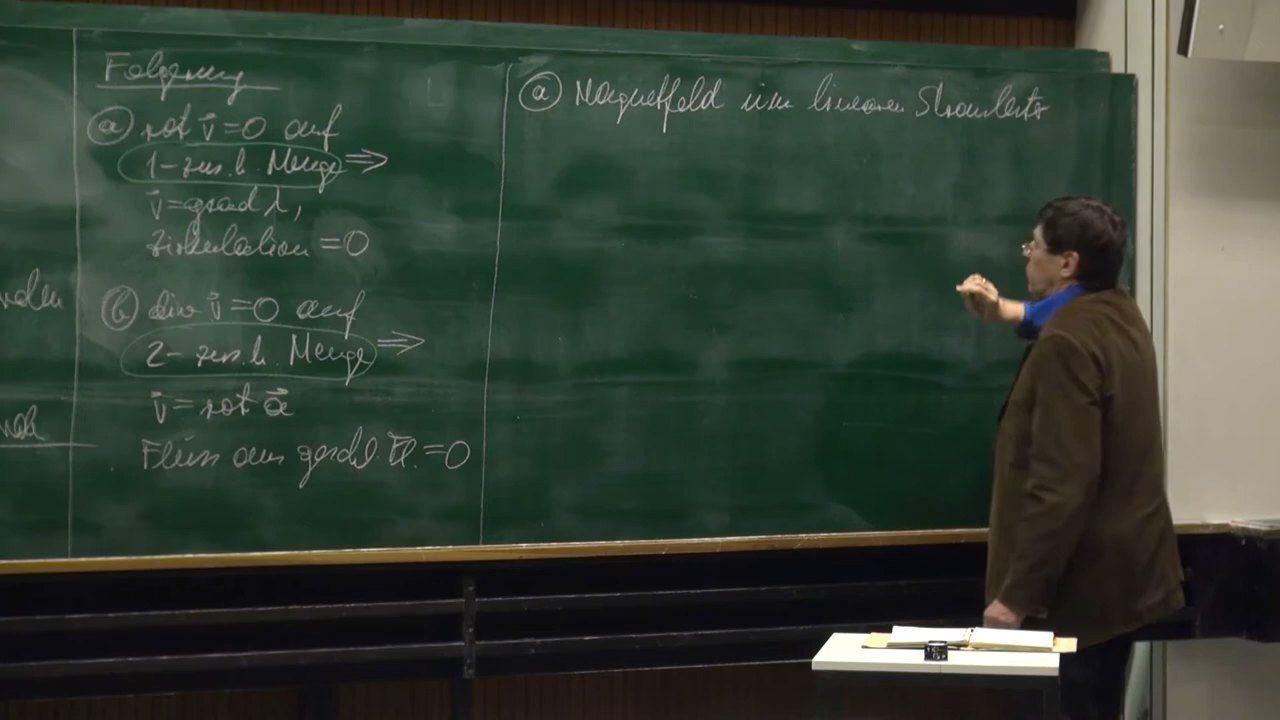 Folgerung
ⓐ rot v⃗=0 auf
1-zus.h. Menge ⇒
v⃗=grad λ,
Zirkulation =0
ⓑ div v⃗=0 auf
2-zus.h. Menge ⇒
v⃗=rot a⃗
Fluss aus geschl. Fl.=0
ⓐ Magnetfeld um linearen Stromleiter